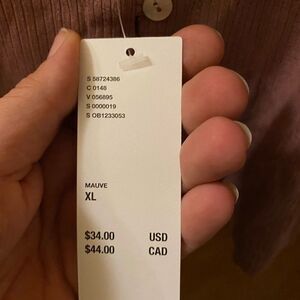 S 58724386
C 0148
V 056895
S 0000019
S OB1233053
MAUVE
XL
$34.00 USD
$44.00 CAD